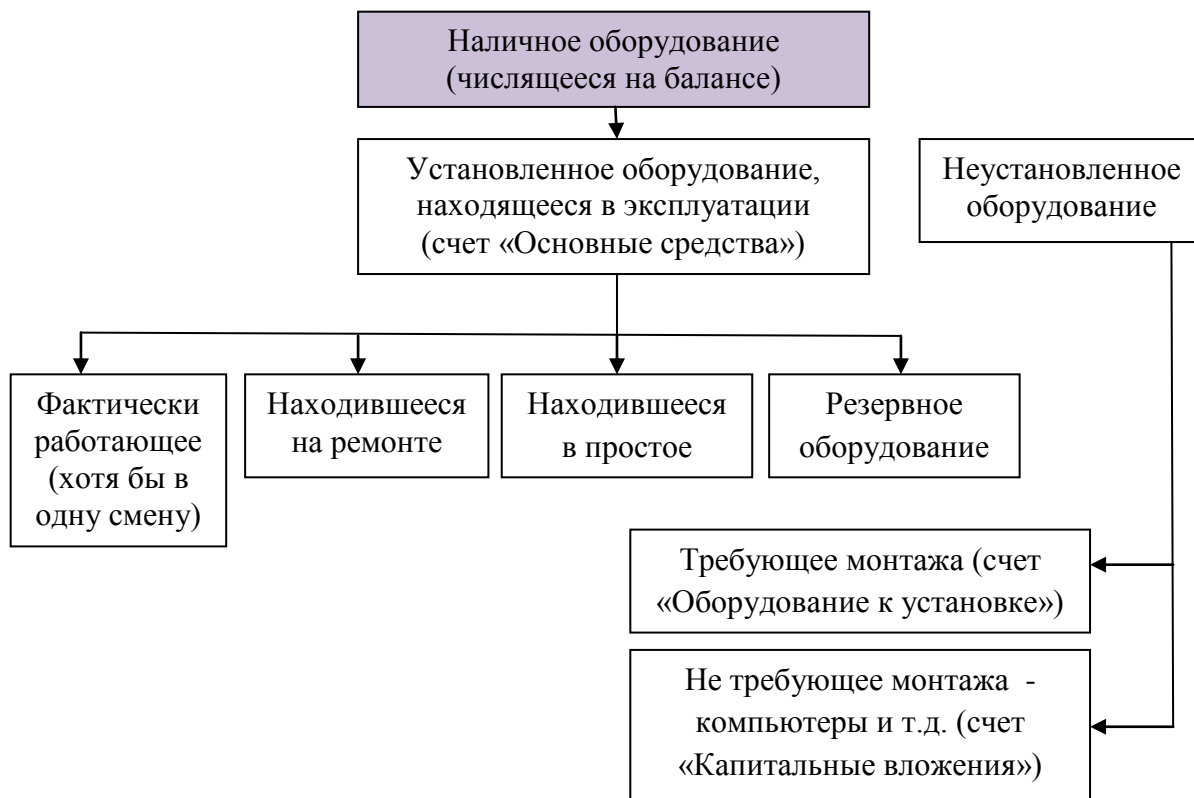 Наличное оборудование
(числящееся на балансе)
Установленное оборудование,
находящееся в эксплуатации
(счет «Основные средства»)
Неустановленное
оборудование
Фактически
работающее
(хотя бы в
одну смену)
Находившееся
на ремонте
Находившееся
в простое
Резервное
оборудование
Требующее монтажа (счет
«Оборудование к установке»)
Не требующее монтажа -
компьютеры и т.д. (счет
«Капитальные вложения»)